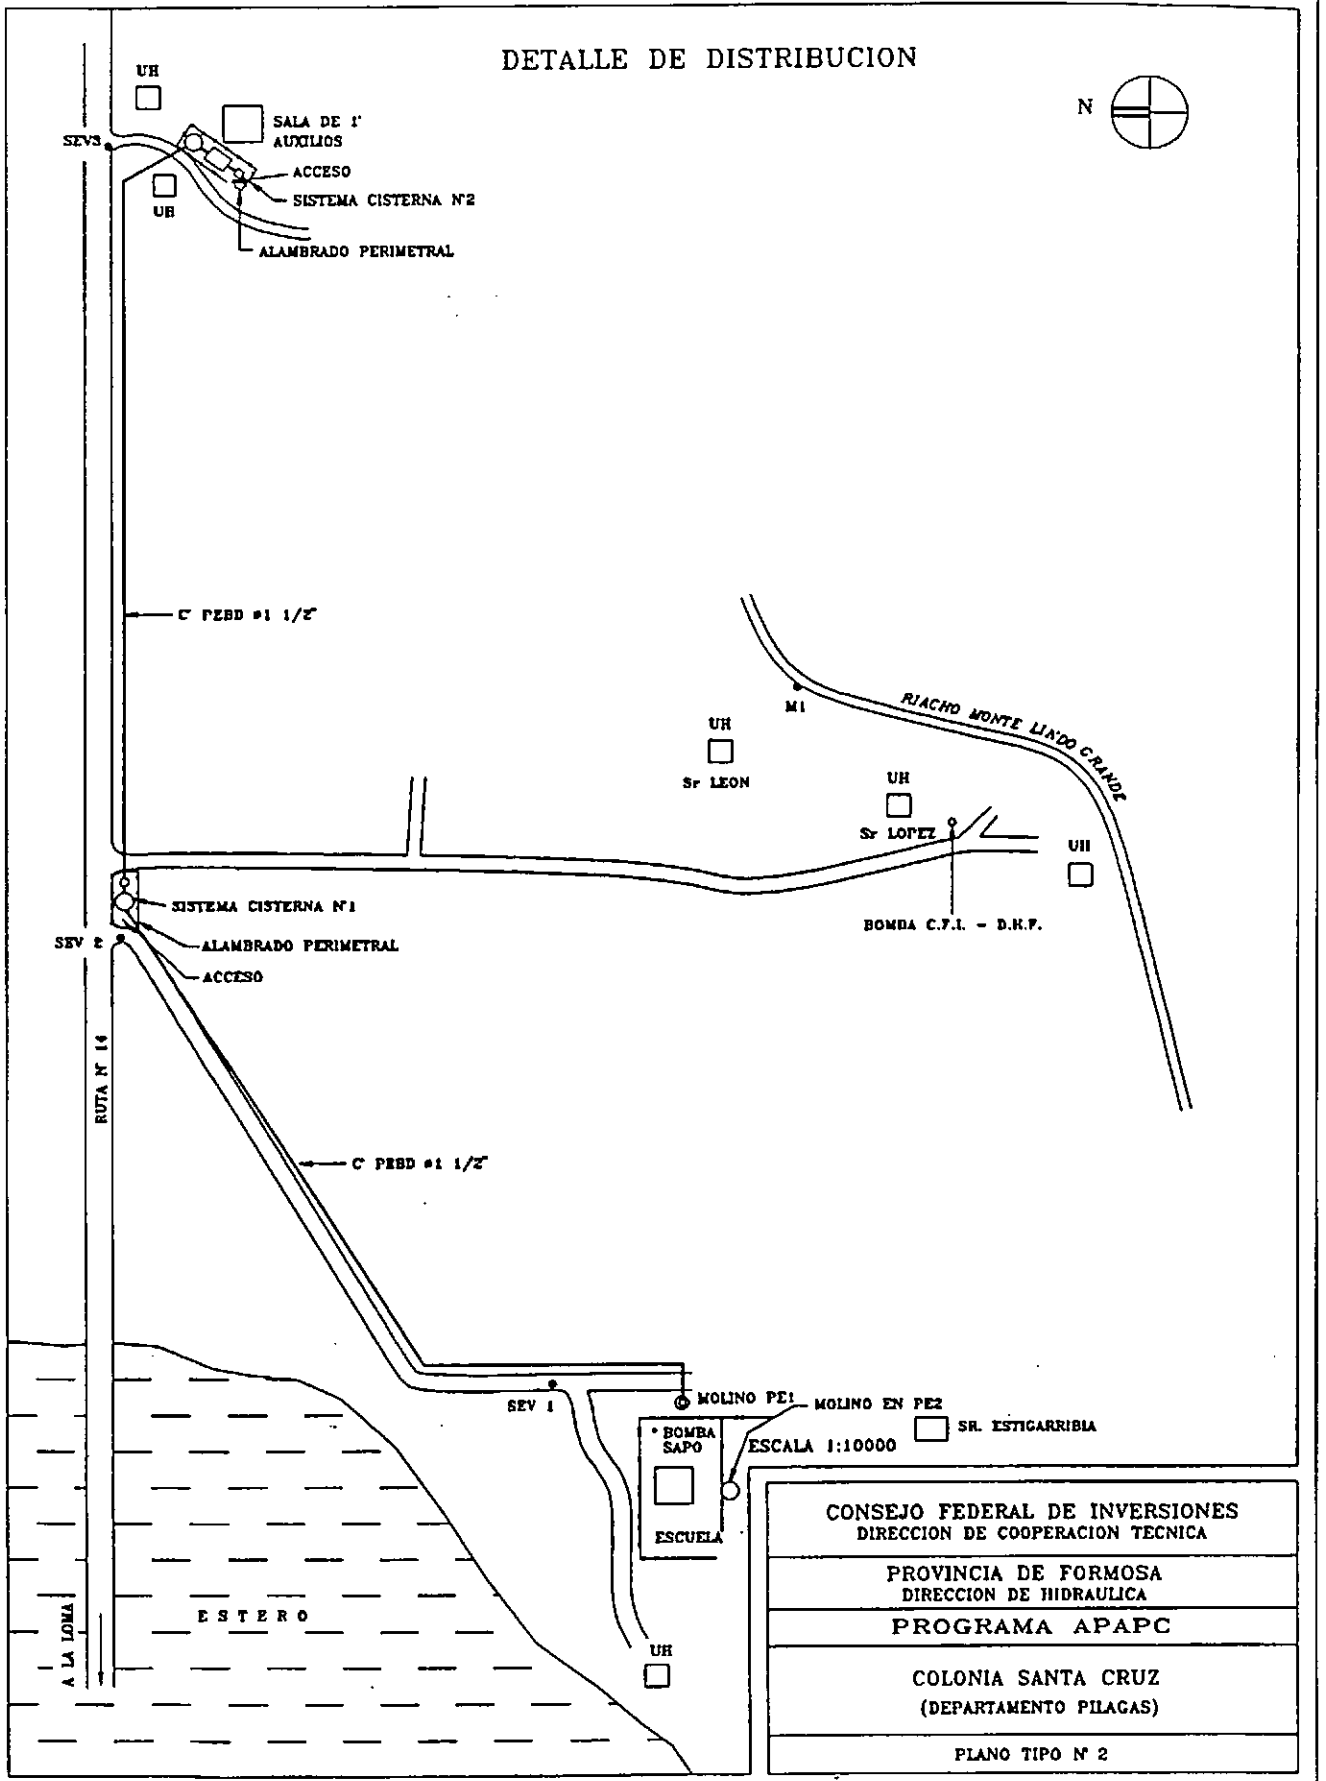 DETALLE DE DISTRIBUCION
N
UH
SALA DE 1'
AUXILIOS
SEV3
ACCESO
SISTEMA CISTERNA N°2
UH
ALAMBRADO PERIMETRAL
C° PEBD ø1 1/2"
M1
RIACHO MONTE LINDO GRANDE
UH
Sr LEON
UH
Sr LOPEZ
UH
BOMBA C.F.I. - D.H.F.
SISTEMA CISTERNA N°1
SEV 2
ALAMBRADO PERIMETRAL
ACCESO
RUTA N° 14
C° PEBD ø1 1/2"
SEV 1
MOLINO PE1
MOLINO EN PE2
BOMBA
SAPO
SR. ESTIGARRIBIA
ESCALA 1:10000
ESCUELA
ESTERO
A LA LOMA
UH
CONSEJO FEDERAL DE INVERSIONES
DIRECCION DE COOPERACION TECNICA
PROVINCIA DE FORMOSA
DIRECCION DE HIDRAULICA
PROGRAMA APAPC
COLONIA SANTA CRUZ
(DEPARTAMENTO PILAGAS)
PLANO TIPO N° 2